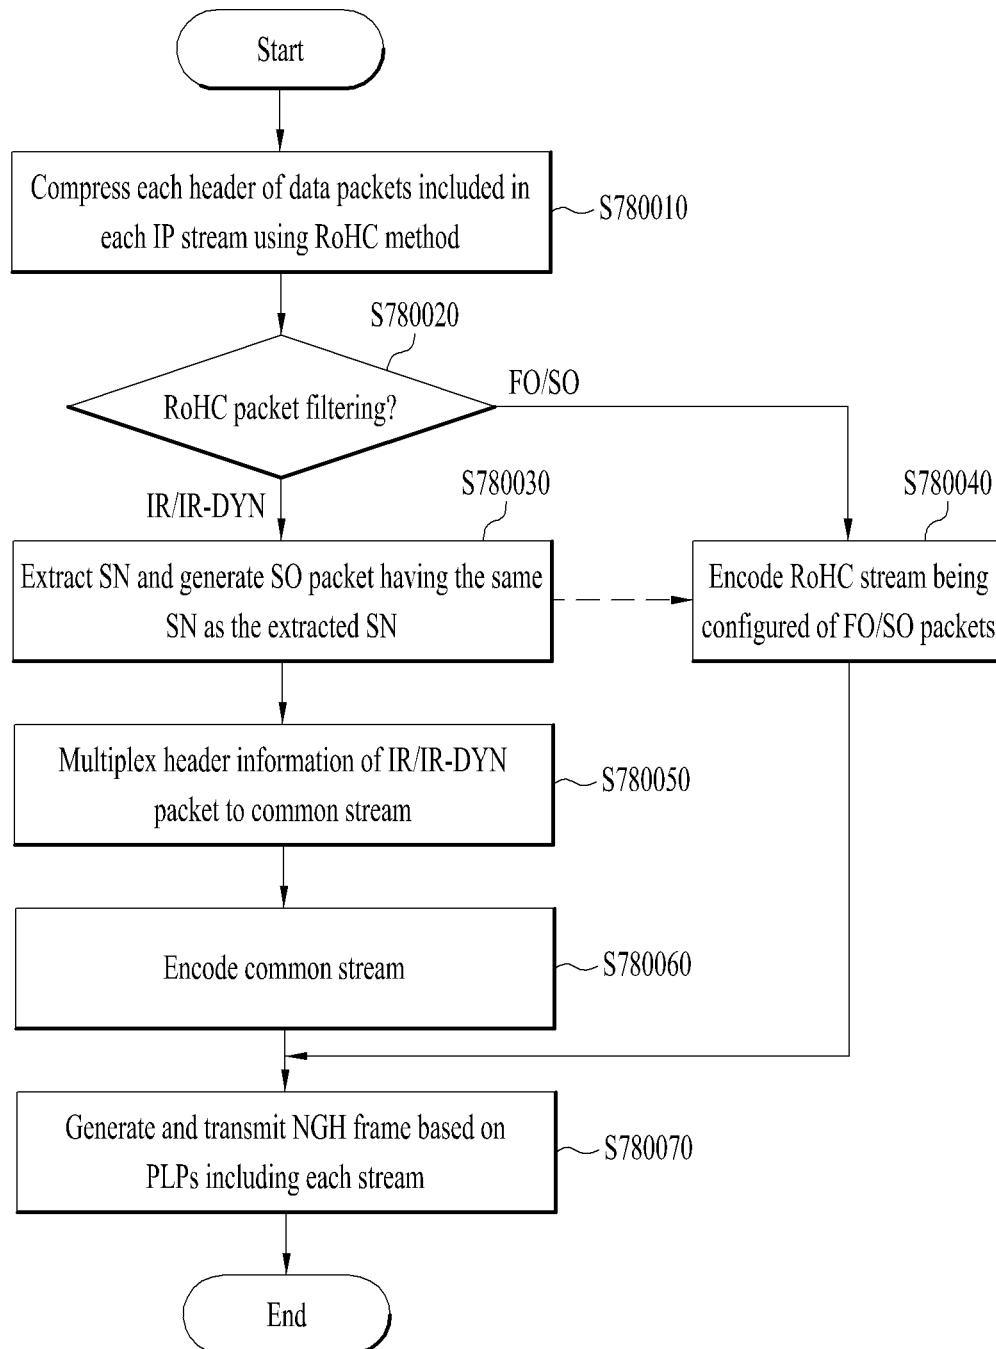 Start
Compress each header of data packets included in
each IP stream using RoHC method
S780010
S780020
RoHC packet filtering?
FO/SO
IR/IR-DYN
S780030
S780040
Extract SN and generate SO packet having the same
SN as the extracted SN
Encode RoHC stream being
configured of FO/SO packets
Multiplex header information of IR/IR-DYN
packet to common stream
S780050
Encode common stream
S780060
Generate and transmit NGH frame based on
PLPs including each stream
S780070
End